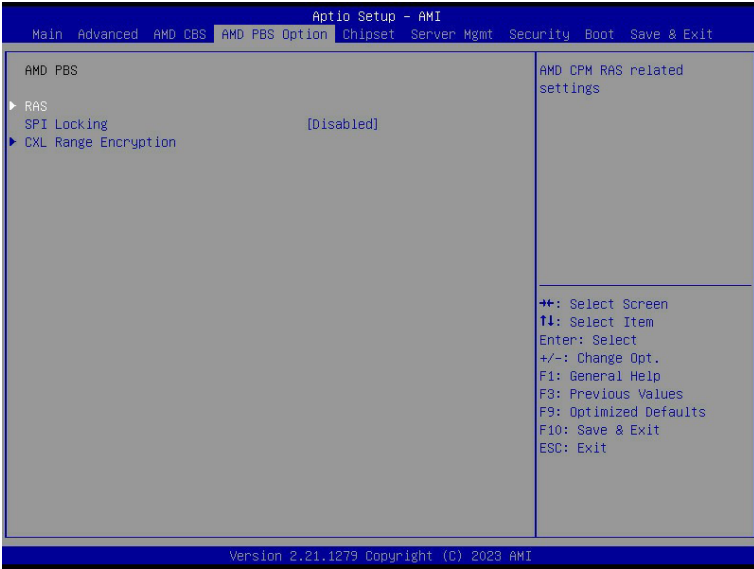 Aptio Setup - AMI
Main Advanced AMD CBS AMD PBS Option Chipset Server Mgmt Security Boot Save & Exit
AMD PBS
RAS
SPI Locking [Disabled]
CXL Range Encryption
AMD CPM RAS related
settings
→←: Select Screen
↑↓: Select Item
Enter: Select
+/-: Change Opt.
F1: General Help
F3: Previous Values
F9: Optimized Defaults
F10: Save & Exit
ESC: Exit
Version 2.21.1279 Copyright (C) 2023 AMI